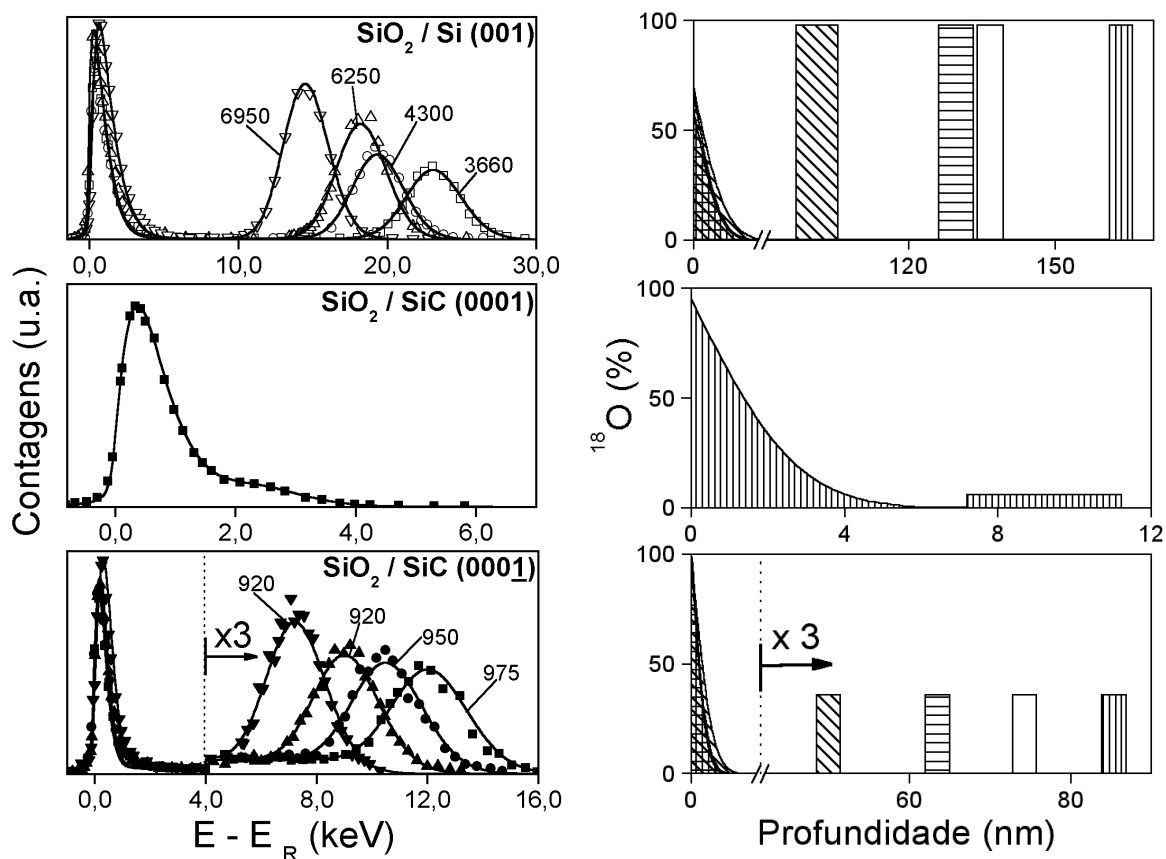 SiO2 / Si (001)
6950
6250
4300
3660
0,0 10,0 20,0 30,0
SiO2 / SiC (0001)
0,0 2,0 4,0 6,0
SiO2 / SiC (0001)
920
x3
920
950
975
0,0 4,0 8,0 12,0 16,0
E - ER (keV)
Contagens (u.a.)
100
50
0
0 120 150
100
50
0
0 4 8 12
100
50
0
x 3
60 80
0
Profundidade (nm)
18O (%)